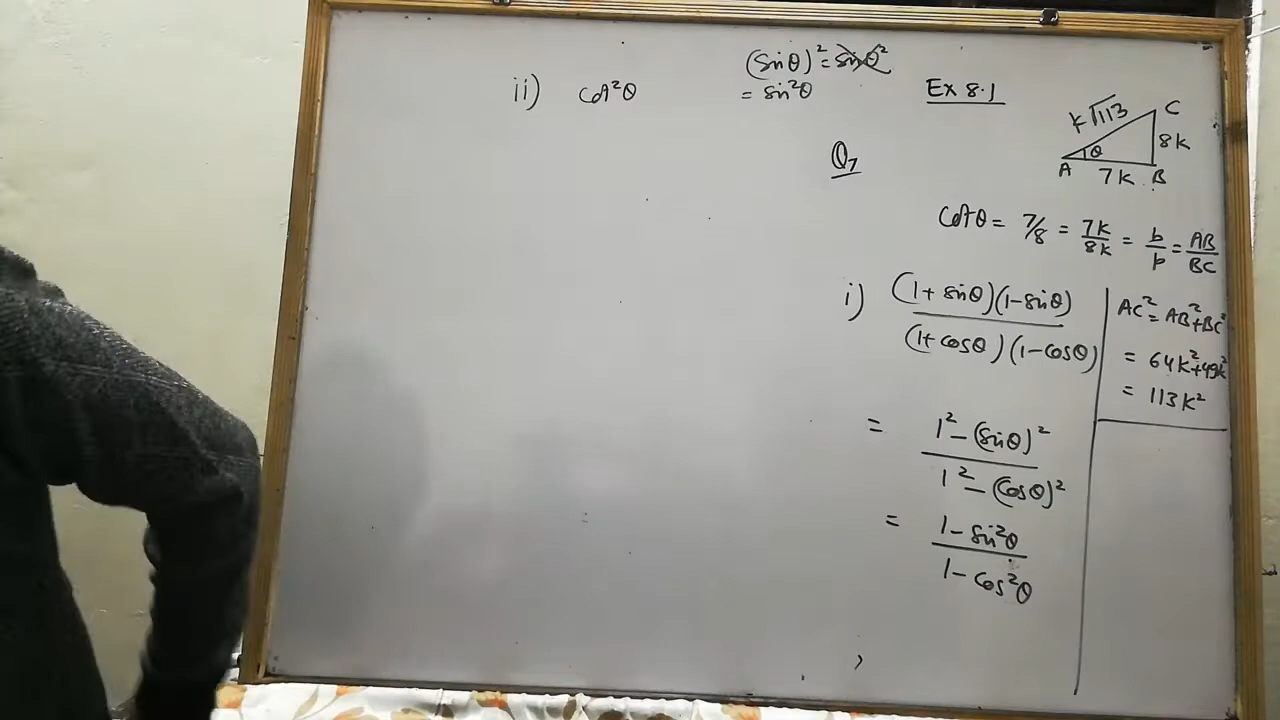 (sinθ)² = sinθ²
= sin²θ
ii) cot²θ
Ex 8.1
Q7
k√113
C
8k
θ
A
7k
B
cotθ = 7/8 = 7k/8k = b/p = AB/BC
i) (1+sinθ)(1-sinθ)
(1+cosθ)(1-cosθ)
= 1² - (sinθ)²
1² - (cosθ)²
= 1 - sin²θ
1 - cos²θ
AC² = AB² + BC²
= 64k² + 49k²
= 113k²